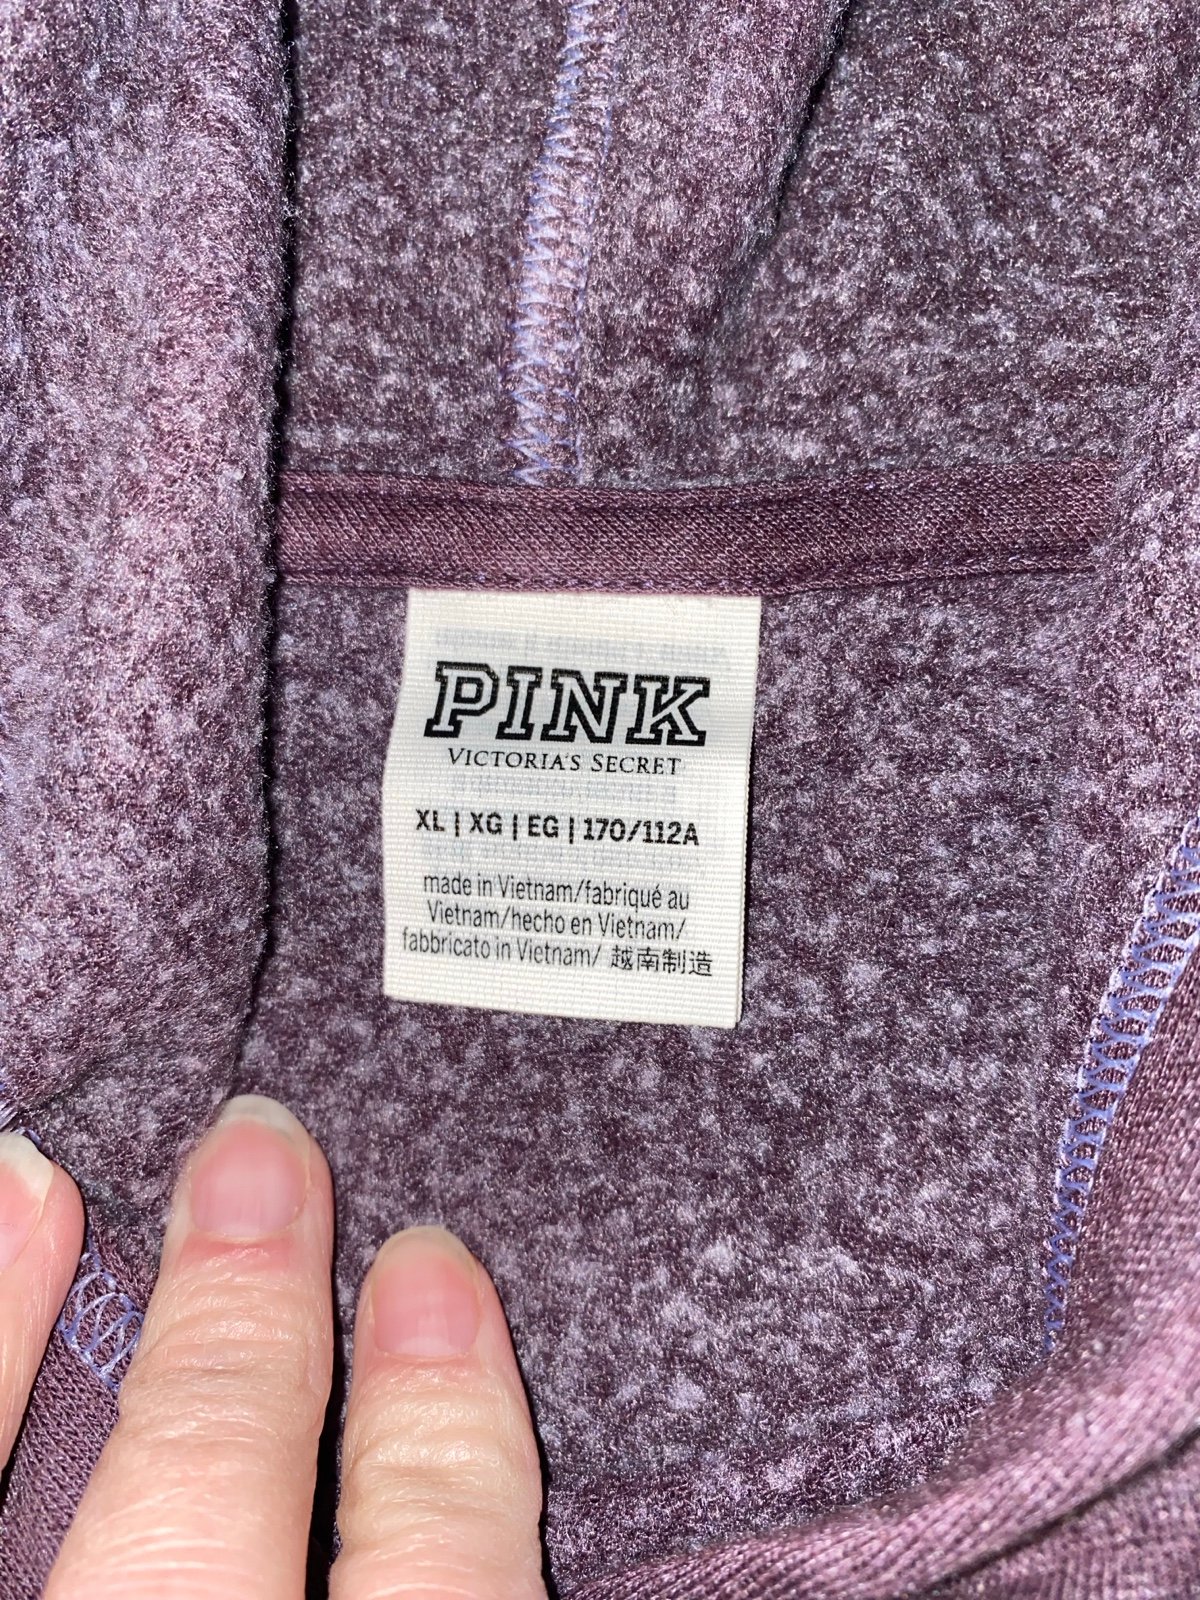 PINK
VICTORIA'S SECRET
XL | XG | EG | 170/112A
made in Vietnam/fabriqué au
Vietnam/hecho en Vietnam/
fabbricato in Vietnam/ 越南制造